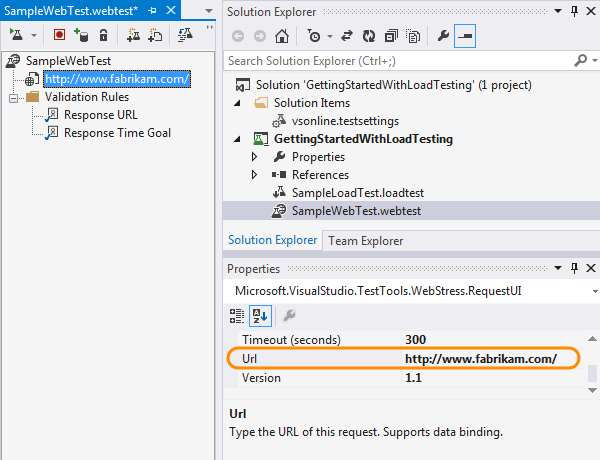 SampleWebTest.webtest*
SampleWebTest
http://www.fabrikam.com/
Validation Rules
Response URL
Response Time Goal
Solution Explorer
Search Solution Explorer (Ctrl+;)
Solution 'GettingStartedWithLoadTesting' (1 project)
Solution Items
vsonline.testsettings
GettingStartedWithLoadTesting
Properties
References
SampleLoadTest.loadtest
SampleWebTest.webtest
Solution Explorer Team Explorer
Properties
Microsoft.VisualStudio.TestTools.WebStress.RequestUI
Timeout (seconds) 300
Url http://www.fabrikam.com/
Version 1.1
Url
Type the URL of this request. Supports data binding.